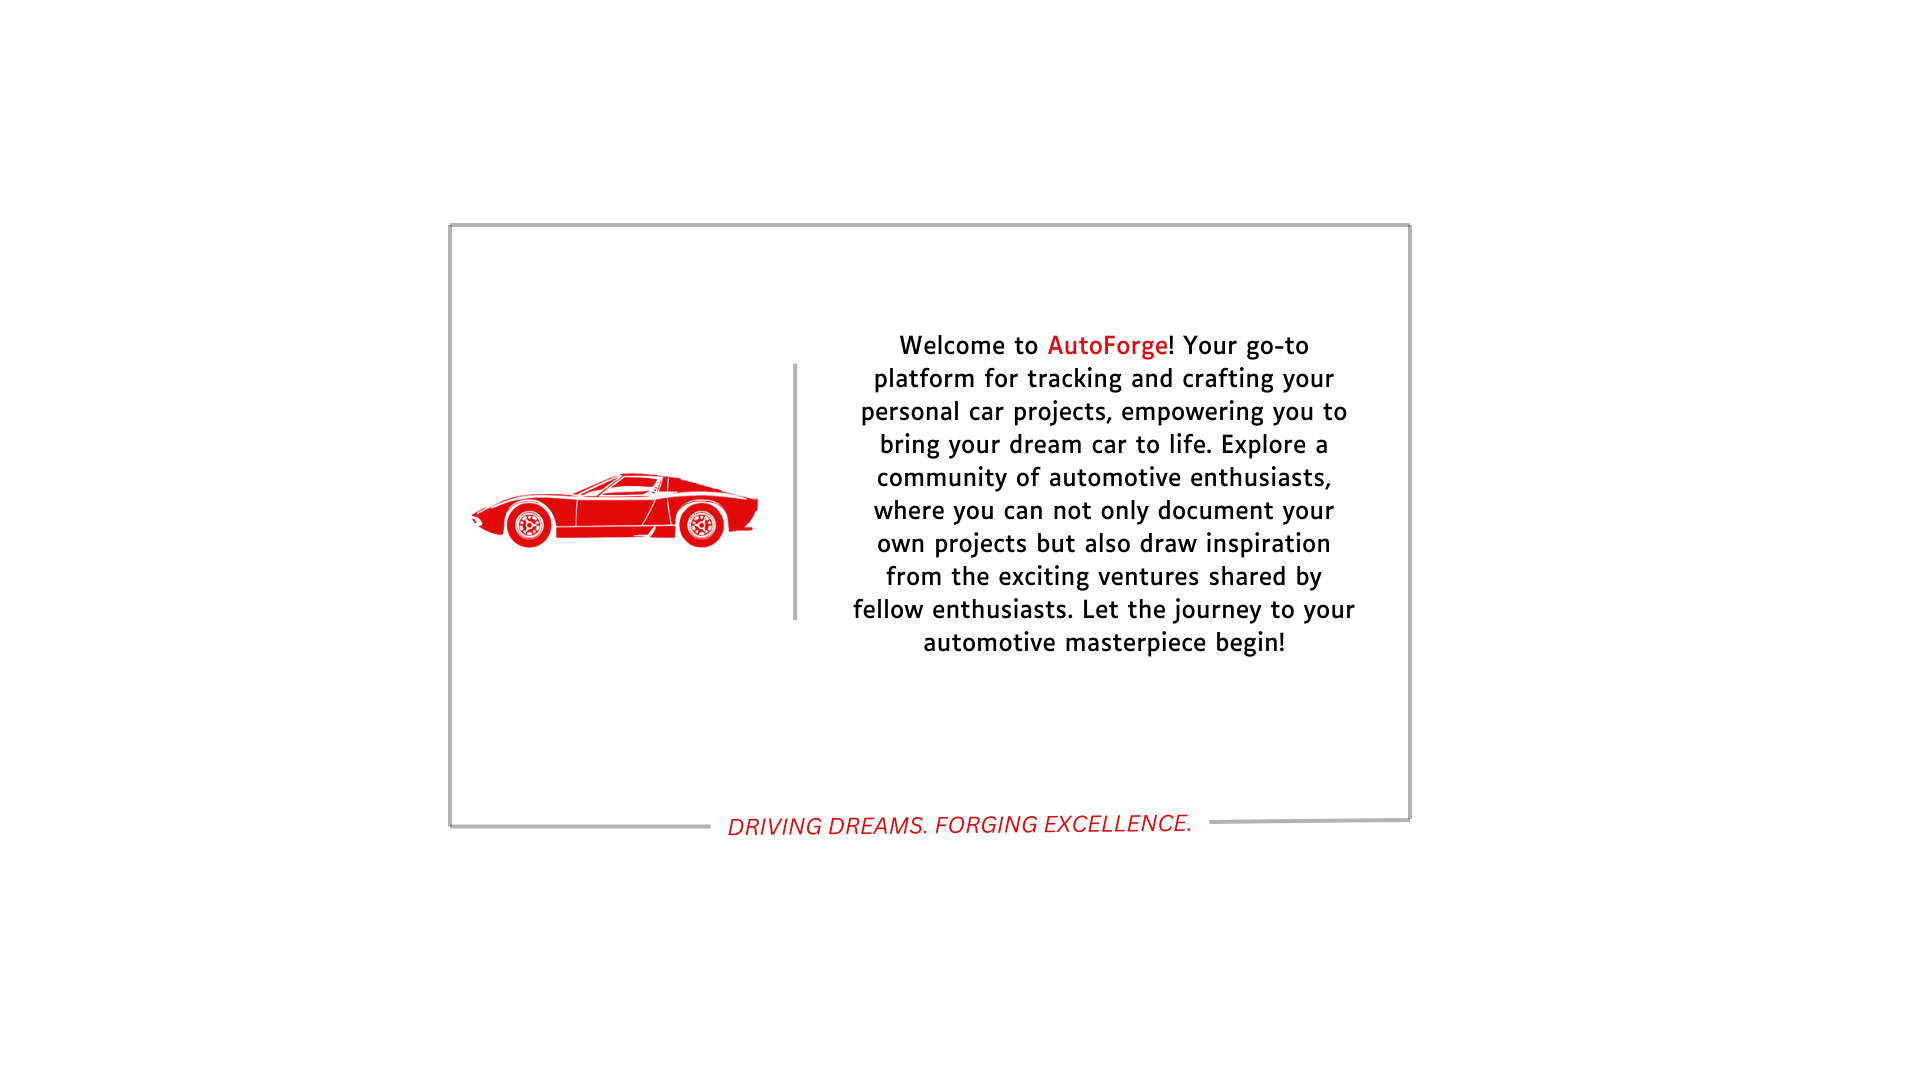 Welcome to AutoForge! Your go-to
platform for tracking and crafting your
personal car projects, empowering you to
bring your dream car to life. Explore a
community of automotive enthusiasts,
where you can not only document your
own projects but also draw inspiration
from the exciting ventures shared by
fellow enthusiasts. Let the journey to your
automotive masterpiece begin!
DRIVING DREAMS. FORGING EXCELLENCE.